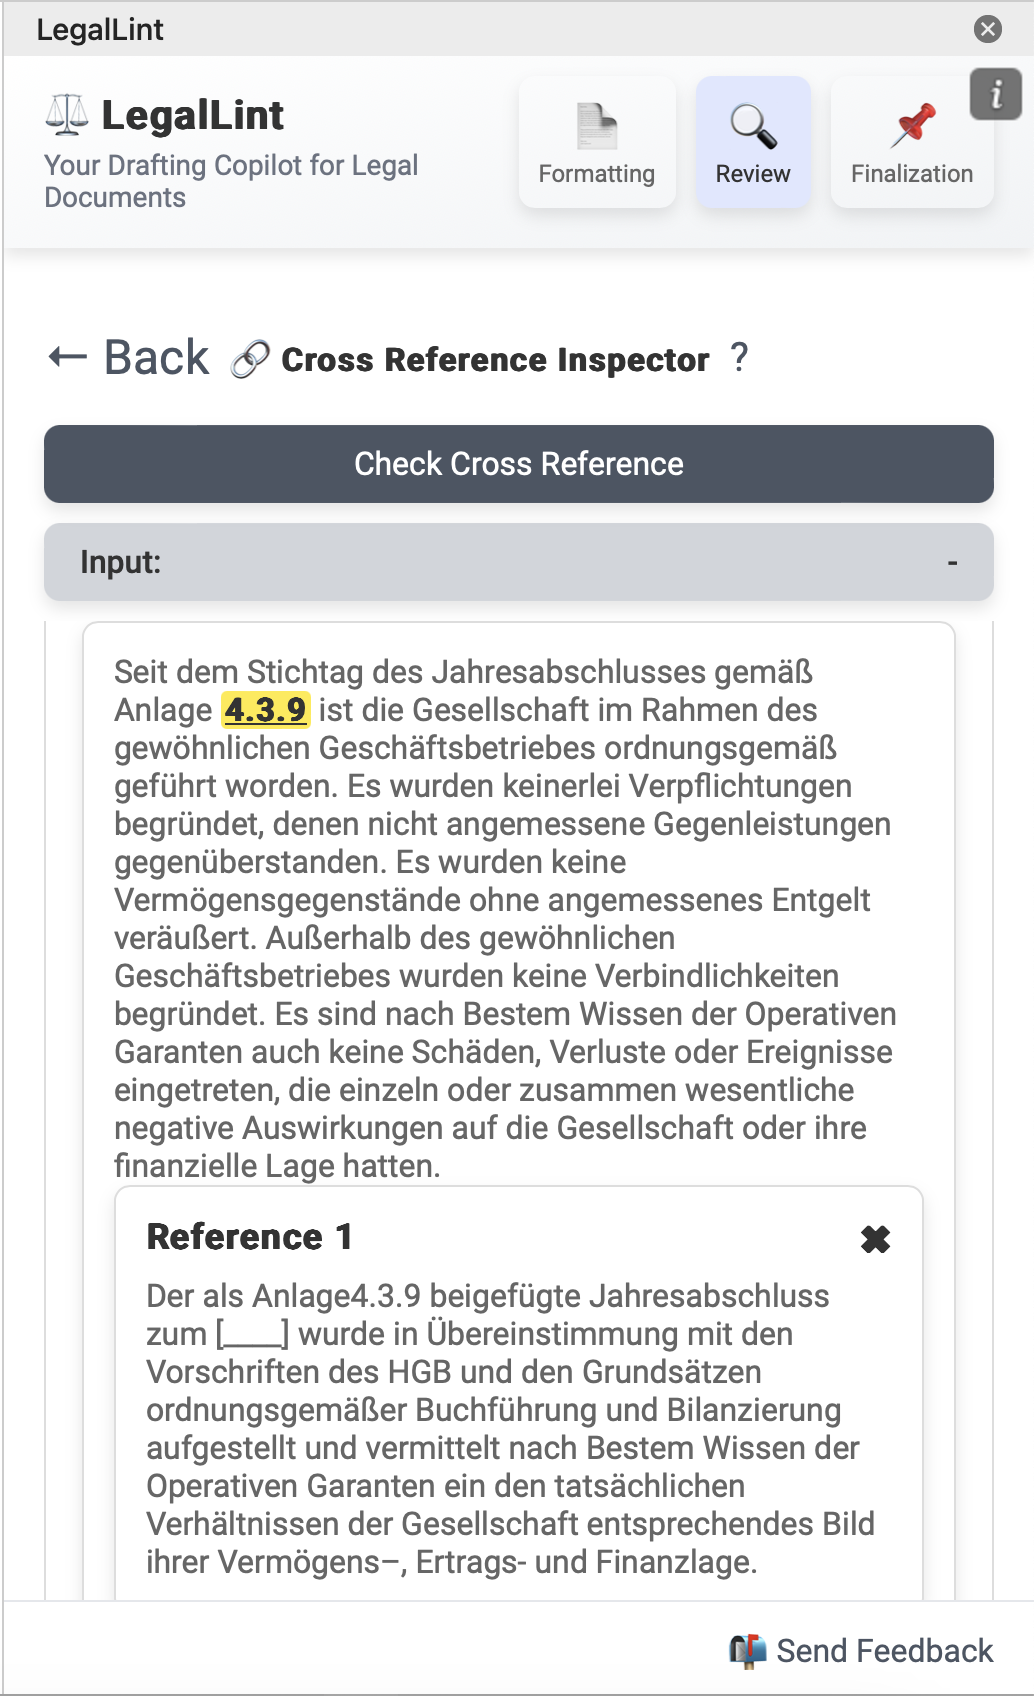 LegalLint
LegalLint
Your Drafting Copilot for Legal
Documents
Formatting
Review
Finalization
i
← Back Cross Reference Inspector ?
Check Cross Reference
Input: -
Seit dem Stichtag des Jahresabschlusses gemäß
Anlage 4.3.9 ist die Gesellschaft im Rahmen des
gewöhnlichen Geschäftsbetriebes ordnungsgemäß
geführt worden. Es wurden keinerlei Verpflichtungen
begründet, denen nicht angemessene Gegenleistungen
gegenüberstanden. Es wurden keine
Vermögensgegenstände ohne angemessenes Entgelt
veräußert. Außerhalb des gewöhnlichen
Geschäftsbetriebes wurden keine Verbindlichkeiten
begründet. Es sind nach Bestem Wissen der Operativen
Garanten auch keine Schäden, Verluste oder Ereignisse
eingetreten, die einzeln oder zusammen wesentliche
negative Auswirkungen auf die Gesellschaft oder ihre
finanzielle Lage hatten.
Reference 1
Der als Anlage4.3.9 beigefügte Jahresabschluss
zum [____] wurde in Übereinstimmung mit den
Vorschriften des HGB und den Grundsätzen
ordnungsgemäßer Buchführung und Bilanzierung
aufgestellt und vermittelt nach Bestem Wissen der
Operativen Garanten ein den tatsächlichen
Verhältnissen der Gesellschaft entsprechendes Bild
ihrer Vermögens–, Ertrags- und Finanzlage.
Send Feedback